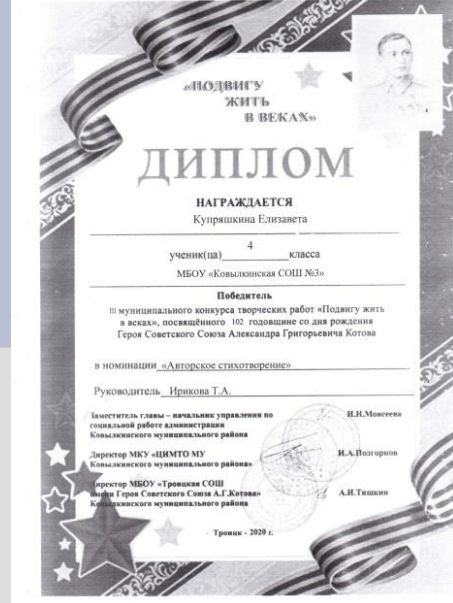 «ПОДВИГУ
ЖИТЬ
В ВЕКАХ»
ДИПЛОМ
НАГРАЖДАЕТСЯ
Купряшкина Елизавета
4
ученик(ца) класса
МБОУ «Ковылкинская СОШ №3»
Победитель
III муниципального конкурса творческих работ «Подвигу жить
в веках», посвящённого 102 годовщине со дня рождения
Героя Советского Союза Александра Григорьевича Котова
в номинации «Авторское стихотворение»
Руководитель Ирикова Т.А.
Заместитель главы – начальник управления по И.Н.Моисеева
социальной работе администрации
Ковылкинского муниципального района
Директор МКУ «ЦИМТО МУ И.А.Подгорнов
Ковылкинского муниципального района»
Директор МБОУ «Троицкая СОШ
имени Героя Советского Союза А.Г.Котова» А.И.Тишкин
Ковылкинского муниципального района
Троицк - 2020 г.